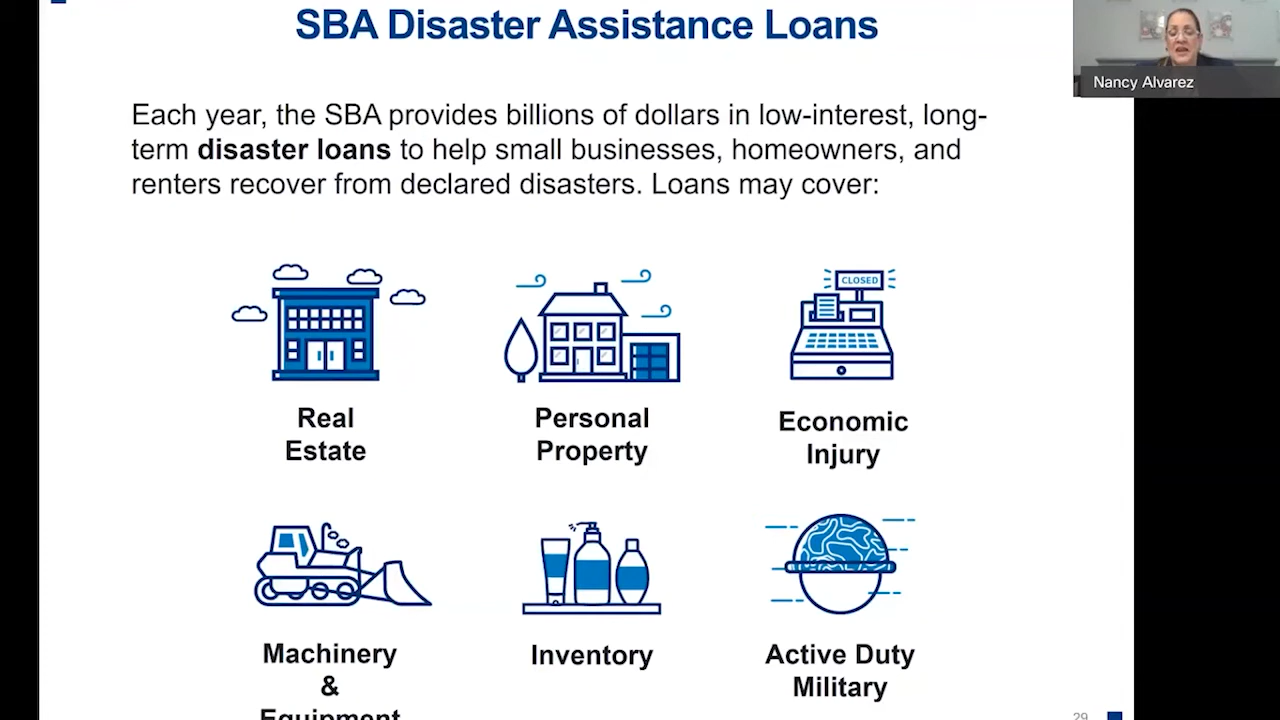 SBA Disaster Assistance Loans
Nancy Alvarez
Each year, the SBA provides billions of dollars in low-interest, long-
term disaster loans to help small businesses, homeowners, and
renters recover from declared disasters. Loans may cover:
CLOSED
Real
Estate
Personal
Property
Economic
Injury
Machinery
&
Equipment
Inventory
Active Duty
Military
29